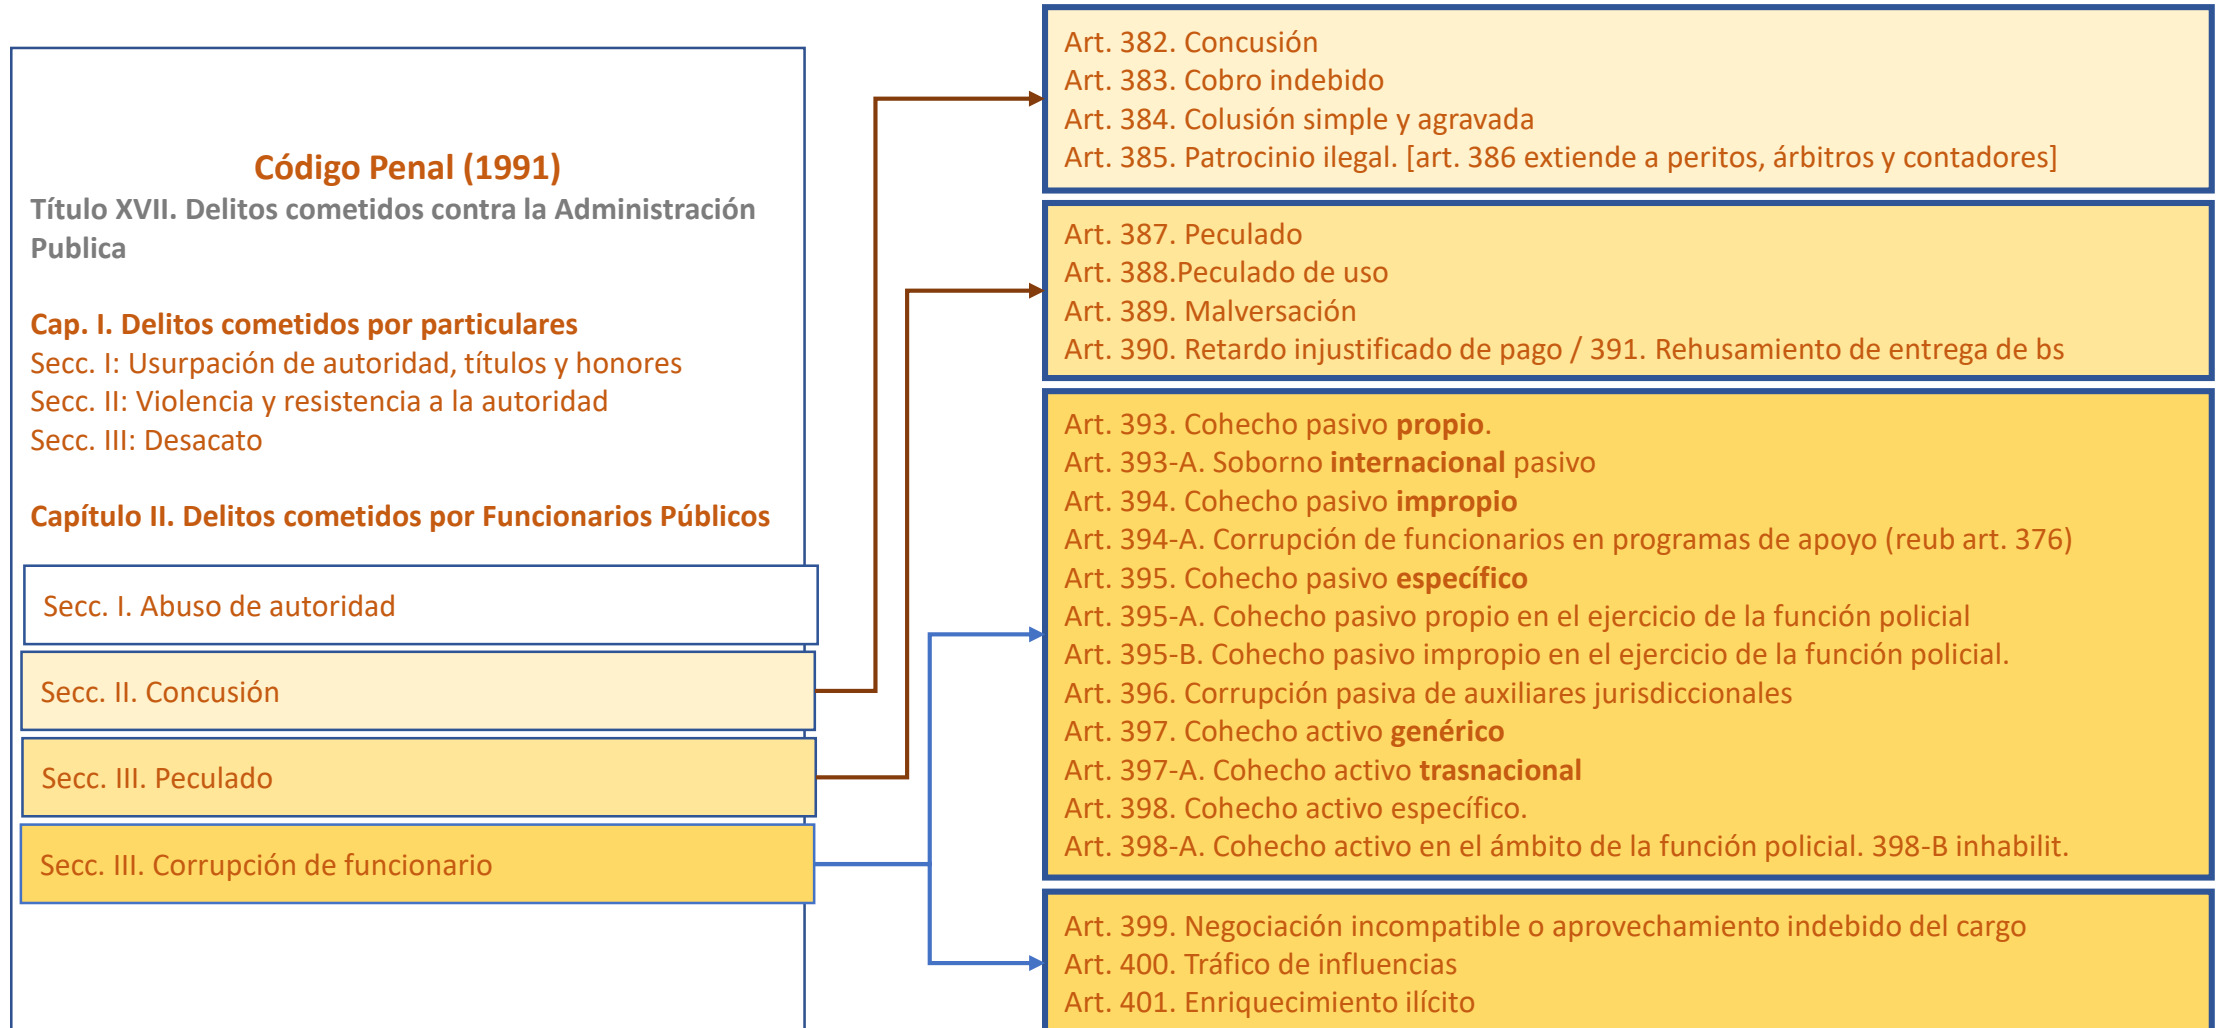 Código Penal (1991)
Título XVII. Delitos cometidos contra la Administración
Publica
Cap. I. Delitos cometidos por particulares
Secc. I: Usurpación de autoridad, títulos y honores
Secc. II: Violencia y resistencia a la autoridad
Secc. III: Desacato
Capítulo II. Delitos cometidos por Funcionarios Públicos
Secc. I. Abuso de autoridad
Secc. II. Concusión
Secc. III. Peculado
Secc. III. Corrupción de funcionario
Art. 382. Concusión
Art. 383. Cobro indebido
Art. 384. Colusión simple y agravada
Art. 385. Patrocinio ilegal. [art. 386 extiende a peritos, árbitros y contadores]
Art. 387. Peculado
Art. 388.Peculado de uso
Art. 389. Malversación
Art. 390. Retardo injustificado de pago / 391. Rehusamiento de entrega de bs
Art. 393. Cohecho pasivo propio.
Art. 393-A. Soborno internacional pasivo
Art. 394. Cohecho pasivo impropio
Art. 394-A. Corrupción de funcionarios en programas de apoyo (reub art. 376)
Art. 395. Cohecho pasivo específico
Art. 395-A. Cohecho pasivo propio en el ejercicio de la función policial
Art. 395-B. Cohecho pasivo impropio en el ejercicio de la función policial.
Art. 396. Corrupción pasiva de auxiliares jurisdiccionales
Art. 397. Cohecho activo genérico
Art. 397-A. Cohecho activo trasnacional
Art. 398. Cohecho activo específico.
Art. 398-A. Cohecho activo en el ámbito de la función policial. 398-B inhabilit.
Art. 399. Negociación incompatible o aprovechamiento indebido del cargo
Art. 400. Tráfico de influencias
Art. 401. Enriquecimiento ilícito